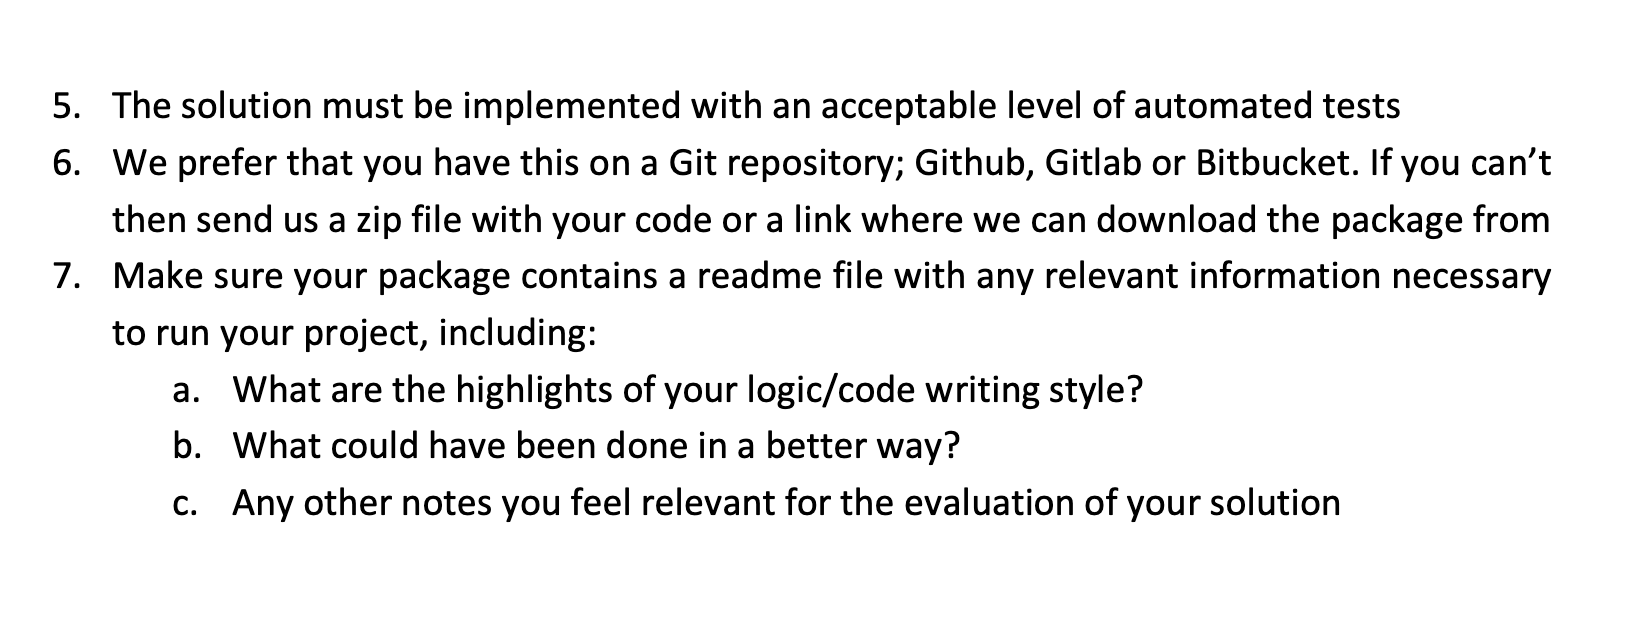 5. The solution must be implemented with an acceptable level of automated tests
6. We prefer that you have this on a Git repository; Github, Gitlab or Bitbucket. If you can’t
then send us a zip file with your code or a link where we can download the package from
7. Make sure your package contains a readme file with any relevant information necessary
to run your project, including:
a. What are the highlights of your logic/code writing style?
b. What could have been done in a better way?
c. Any other notes you feel relevant for the evaluation of your solution